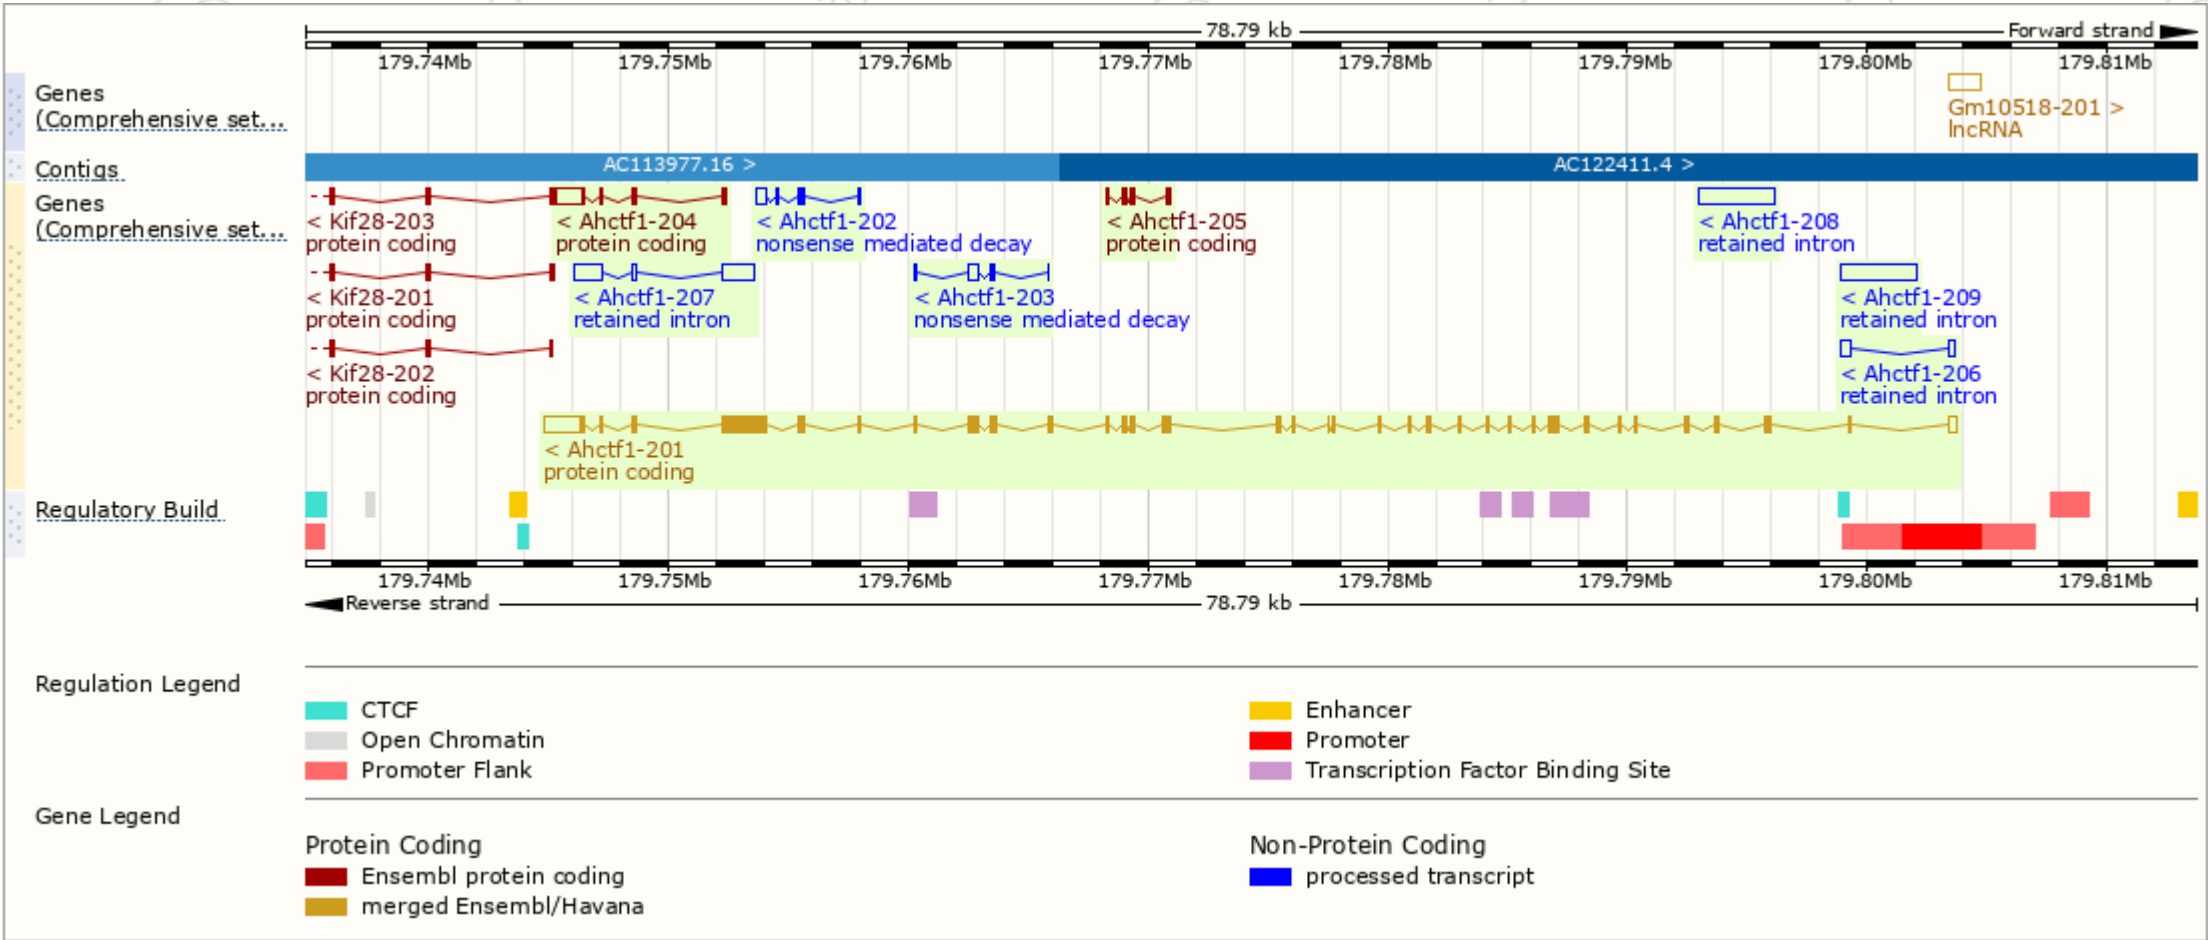 78.79 kb
Forward strand
179.74Mb 179.75Mb 179.76Mb 179.77Mb 179.78Mb 179.79Mb 179.80Mb 179.81Mb
Genes
(Comprehensive set...
Gm10518-201 >
lncRNA
Contigs
AC113977.16 >
AC122411.4 >
Genes
(Comprehensive set...
< Kif28-203
protein coding
< Ahctf1-204
protein coding
< Ahctf1-202
nonsense mediated decay
< Ahctf1-205
protein coding
< Ahctf1-208
retained intron
< Kif28-201
protein coding
< Ahctf1-207
retained intron
< Ahctf1-203
nonsense mediated decay
< Ahctf1-209
retained intron
< Kif28-202
protein coding
< Ahctf1-206
retained intron
< Ahctf1-201
protein coding
Regulatory Build
179.74Mb 179.75Mb 179.76Mb 179.77Mb 179.78Mb 179.79Mb 179.80Mb 179.81Mb
Reverse strand
78.79 kb
Regulation Legend
CTCF
Open Chromatin
Promoter Flank
Enhancer
Promoter
Transcription Factor Binding Site
Gene Legend
Protein Coding
Ensembl protein coding
merged Ensembl/Havana
Non-Protein Coding
processed transcript